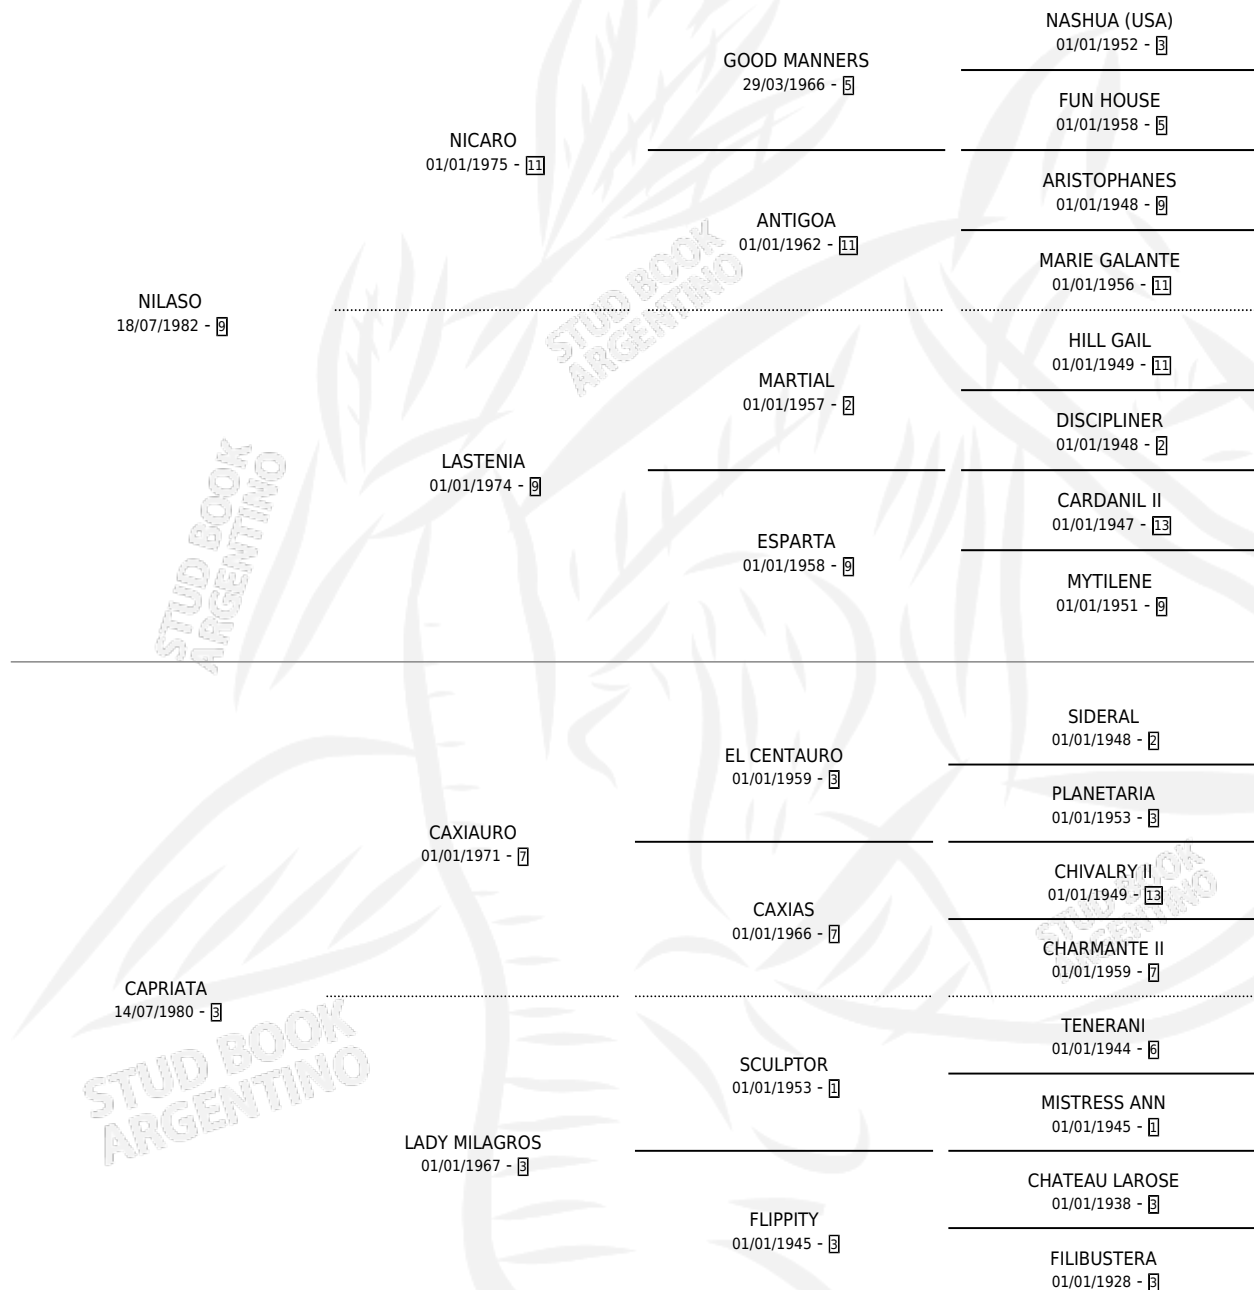 NASHUA (USA)
01/01/1952 - 3
GOOD MANNERS
29/03/1966 - 5
FUN HOUSE
01/01/1958 - 5
NICARO
01/01/1975 - 11
ARISTOPHANES
01/01/1948 - 9
ANTIGOA
01/01/1962 - 11
MARIE GALANTE
01/01/1956 - 11
NILASO
18/07/1982 - 9
STUD BOOK
ARGENTINO
HILL GAIL
01/01/1949 - 11
MARTIAL
01/01/1957 - 2
DISCIPLINER
01/01/1948 - 2
LASTENIA
01/01/1974 - 9
CARDANIL II
01/01/1947 - 13
ESPARTA
01/01/1958 - 9
MYTILENE
01/01/1951 - 9
STUD BOOK
ARGENTINO
SIDERAL
01/01/1948 - 2
EL CENTAURO
01/01/1959 - 3
PLANETARIA
01/01/1953 - 3
CAXIAURO
01/01/1971 - 7
CHIVALRY II
01/01/1949 - 13
CAXIAS
01/01/1966 - 7
STUD BOOK
ARGENTINO
CHARMANTE II
01/01/1959 - 7
CAPRIATA
14/07/1980 - 3
STUD BOOK
ARGENTINO
TENERANI
01/01/1944 - 6
SCULPTOR
01/01/1953 - 1
MISTRESS ANN
01/01/1945 - 1
LADY MILAGROS
01/01/1967 - 3
CHATEAU LAROSE
01/01/1938 - 3
FLIPPITY
01/01/1945 - 3
FILIBUSTERA
01/01/1928 - 3